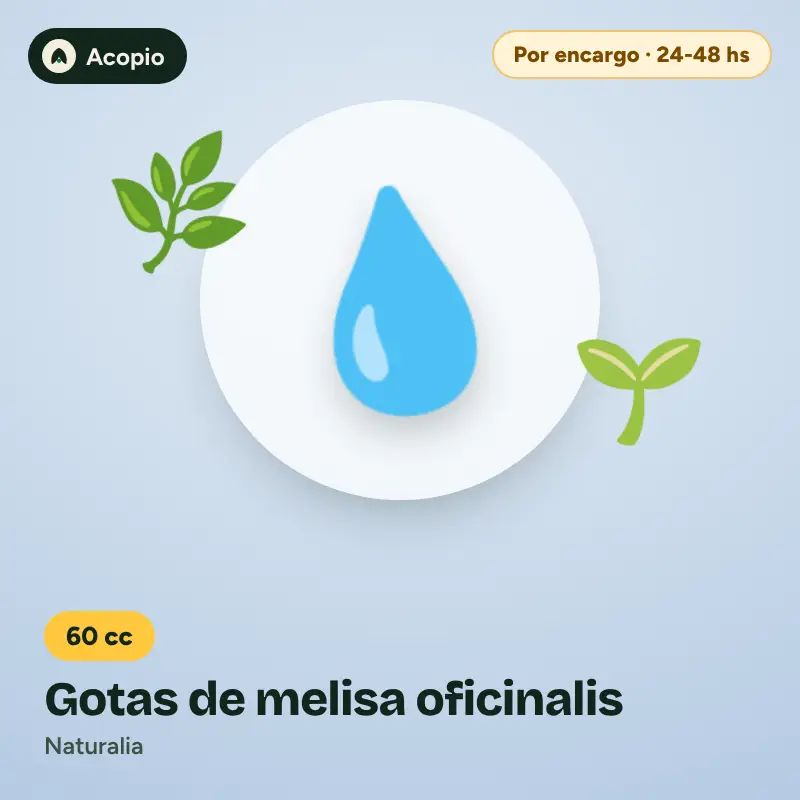 Acopio
Por encargo · 24-48 hs
60 cc
Gotas de melisa oficinalis
Naturalia